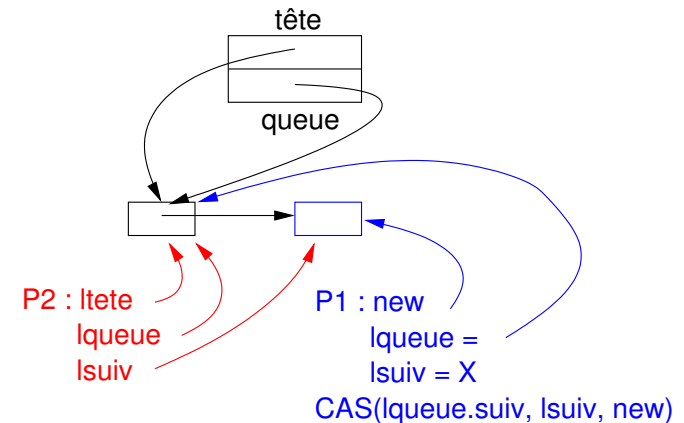 tête
queue
P2 : ltete
lqueue
lsuiv
P1 : new
lqueue =
lsuiv = X
CAS(lqueue.suiv, lsuiv, new)